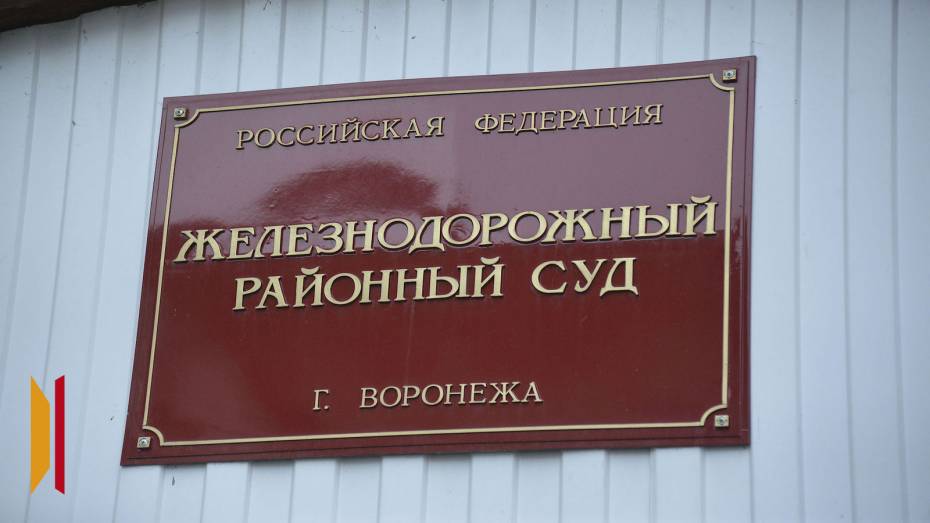 РОССИЙСКАЯ ФЕДЕРАЦИЯ
ЖЕЛЕЗНОДОРОЖНЫЙ
РАЙОННЫЙ СУД
Г. ВОРОНЕЖА